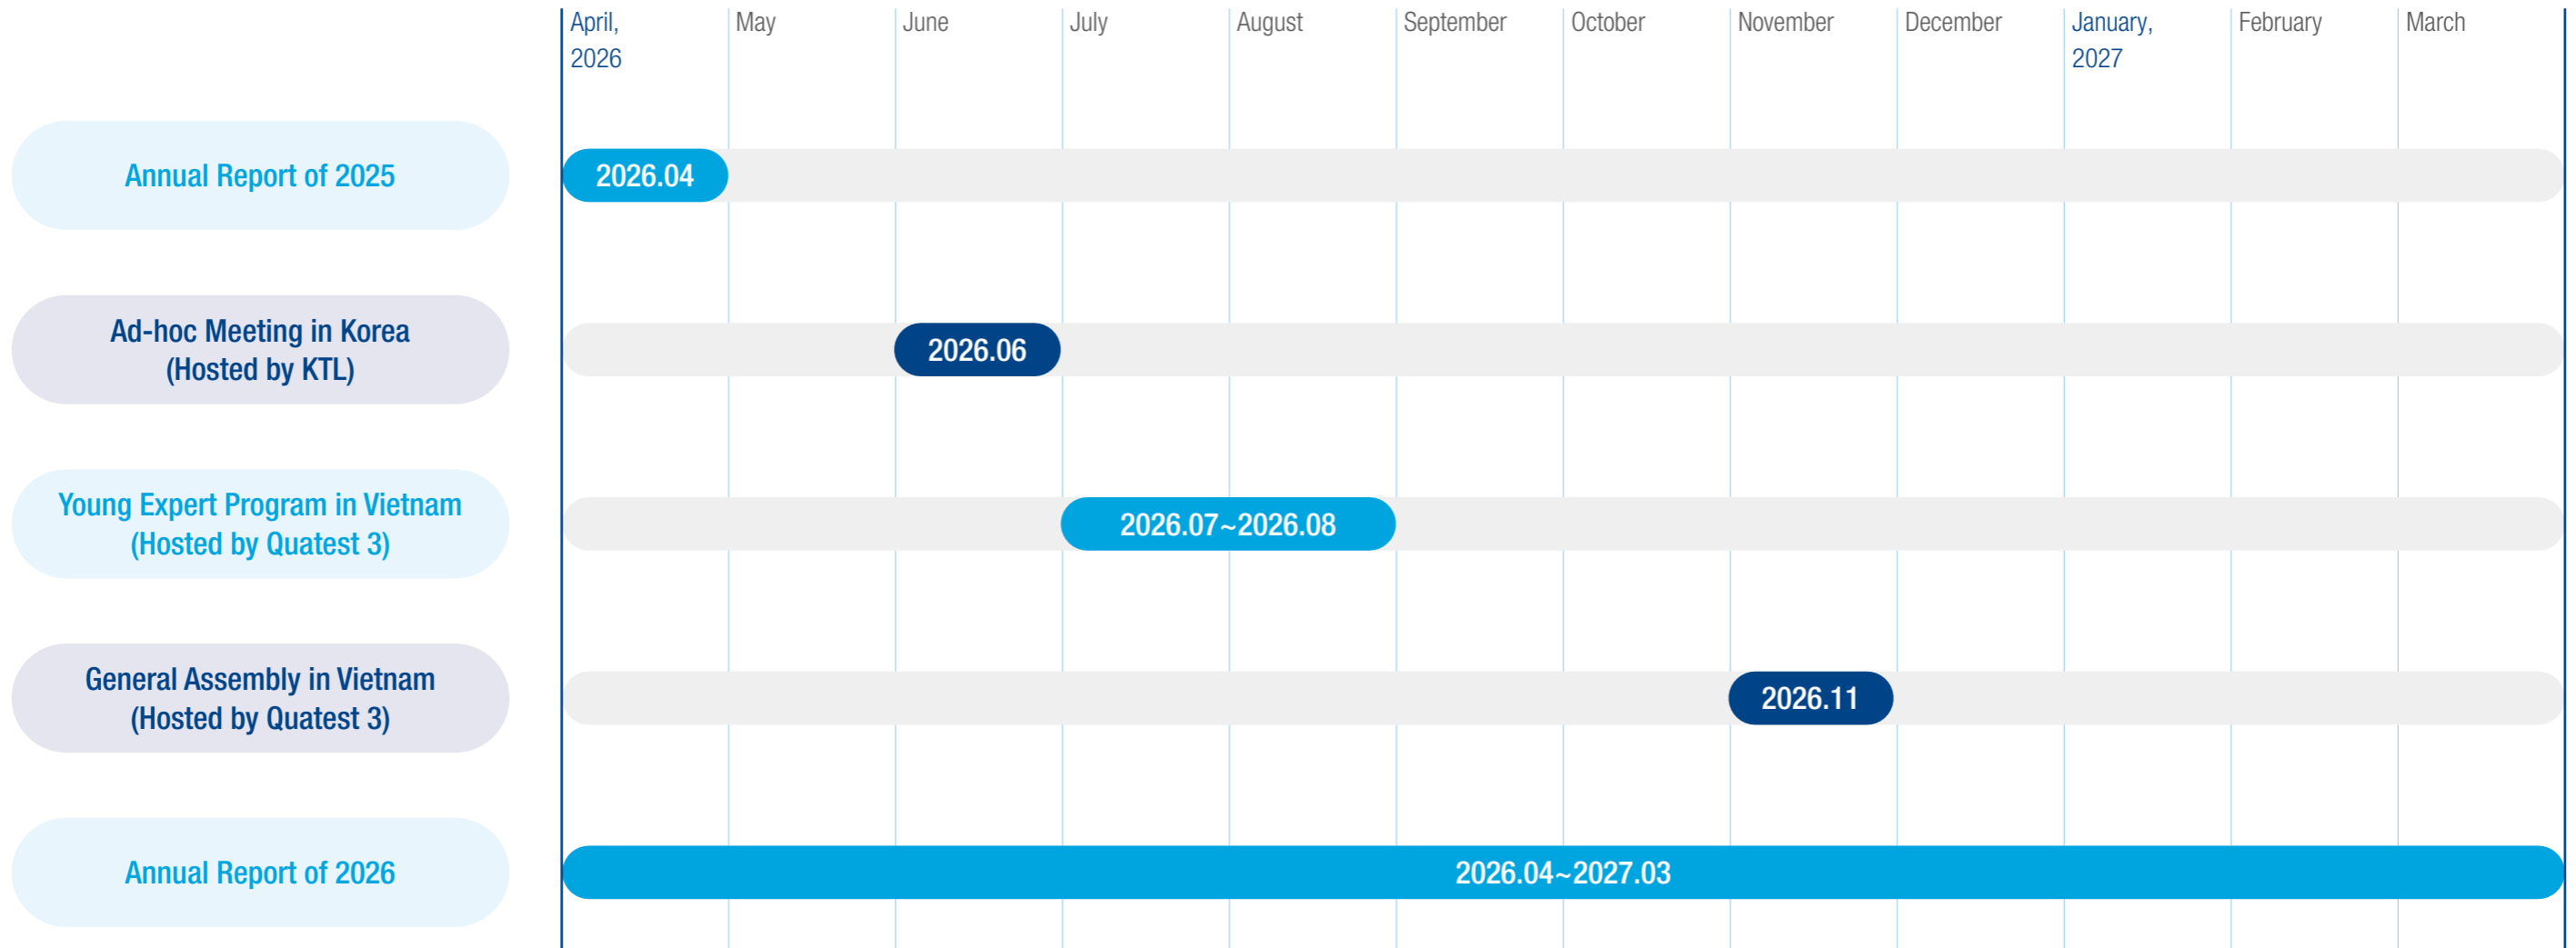 April,
2026
May
June
July
August
September
October
November
December
January,
2027
February
March
Annual Report of 2025
2026.04
Ad-hoc Meeting in Korea
(Hosted by KTL)
2026.06
Young Expert Program in Vietnam
(Hosted by Quatest 3)
2026.07~2026.08
General Assembly in Vietnam
(Hosted by Quatest 3)
2026.11
Annual Report of 2026
2026.04~2027.03